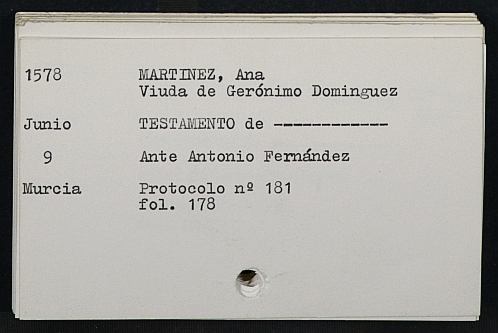 1578 MARTINEZ, Ana
Viuda de Gerónimo Dominguez
Junio TESTAMENTO de ------------
9 Ante Antonio Fernández
Murcia Protocolo nº 181
fol. 178